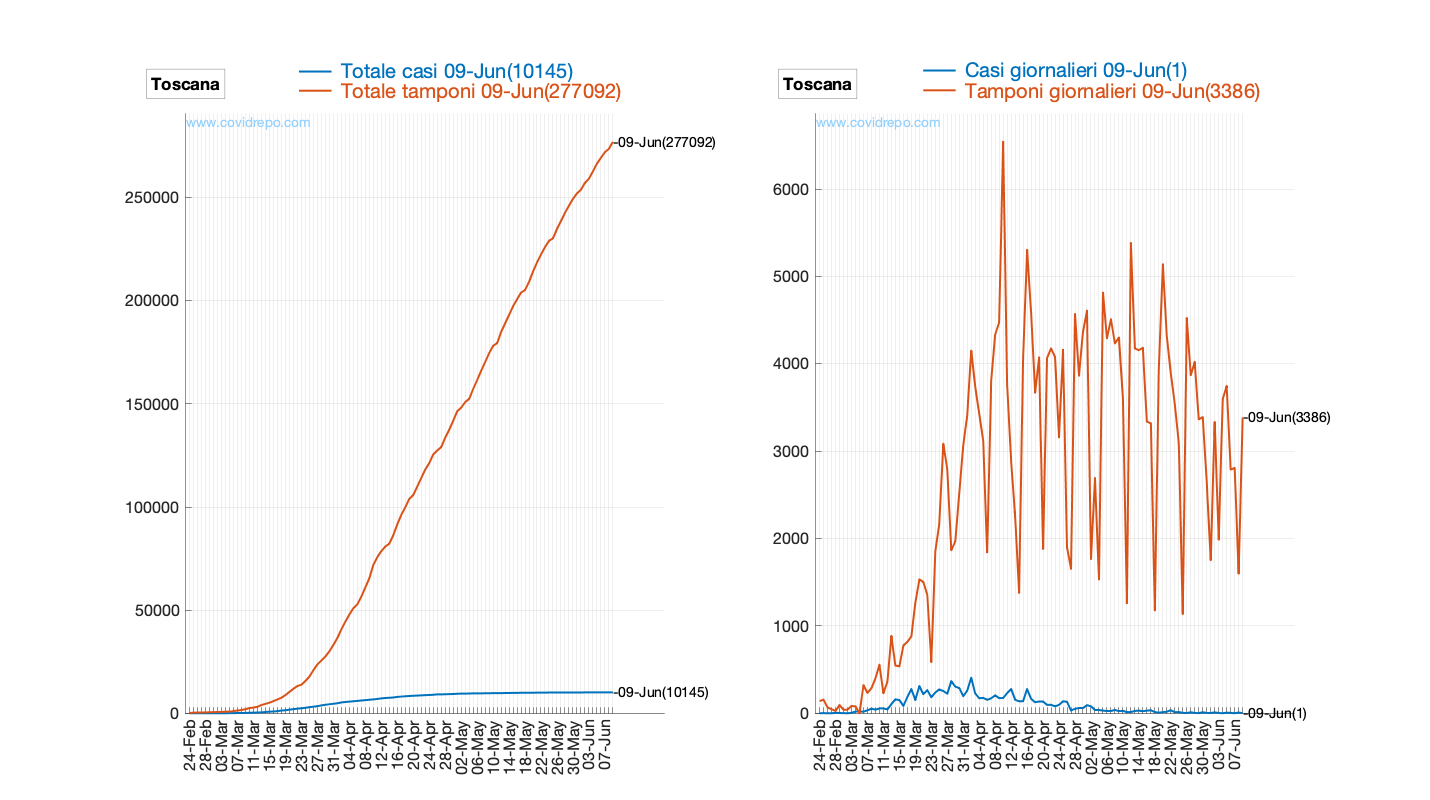 Toscana
Totale casi 09-Jun(10145)
Totale tamponi 09-Jun(277092)
www.covidrepo.com
-09-Jun(277092)
250000
200000
150000
100000
50000
0
-09-Jun(10145)
24-Feb
28-Feb
03-Mar
07-Mar
11-Mar
15-Mar
19-Mar
23-Mar
27-Mar
31-Mar
04-Apr
08-Apr
12-Apr
16-Apr
20-Apr
24-Apr
28-Apr
02-May
06-May
10-May
14-May
18-May
22-May
26-May
30-May
03-Jun
07-Jun
Toscana
Casi giornalieri 09-Jun(1)
Tamponi giornalieri 09-Jun(3386)
www.covidrepo.com
6000
5000
4000
3000
2000
1000
0
-09-Jun(3386)
-09-Jun(1)
24-Feb
28-Feb
03-Mar
07-Mar
11-Mar
15-Mar
19-Mar
23-Mar
27-Mar
31-Mar
04-Apr
08-Apr
12-Apr
16-Apr
20-Apr
24-Apr
28-Apr
02-May
06-May
10-May
14-May
18-May
22-May
26-May
30-May
03-Jun
07-Jun